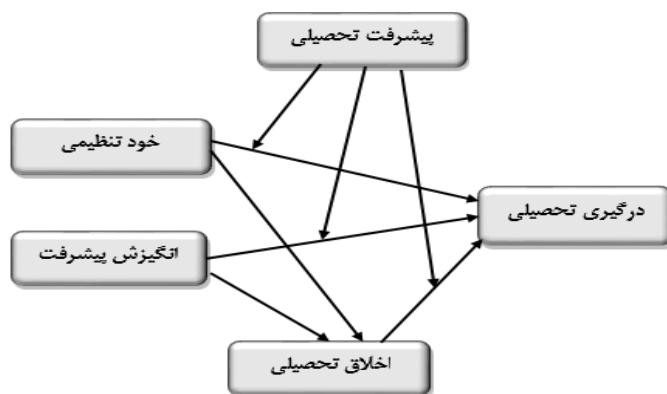 پیشرفت تحصیلی
خود تنظیمی
درگیری تحصیلی
انگیزش پیشرفت
اخلاق تحصیلی